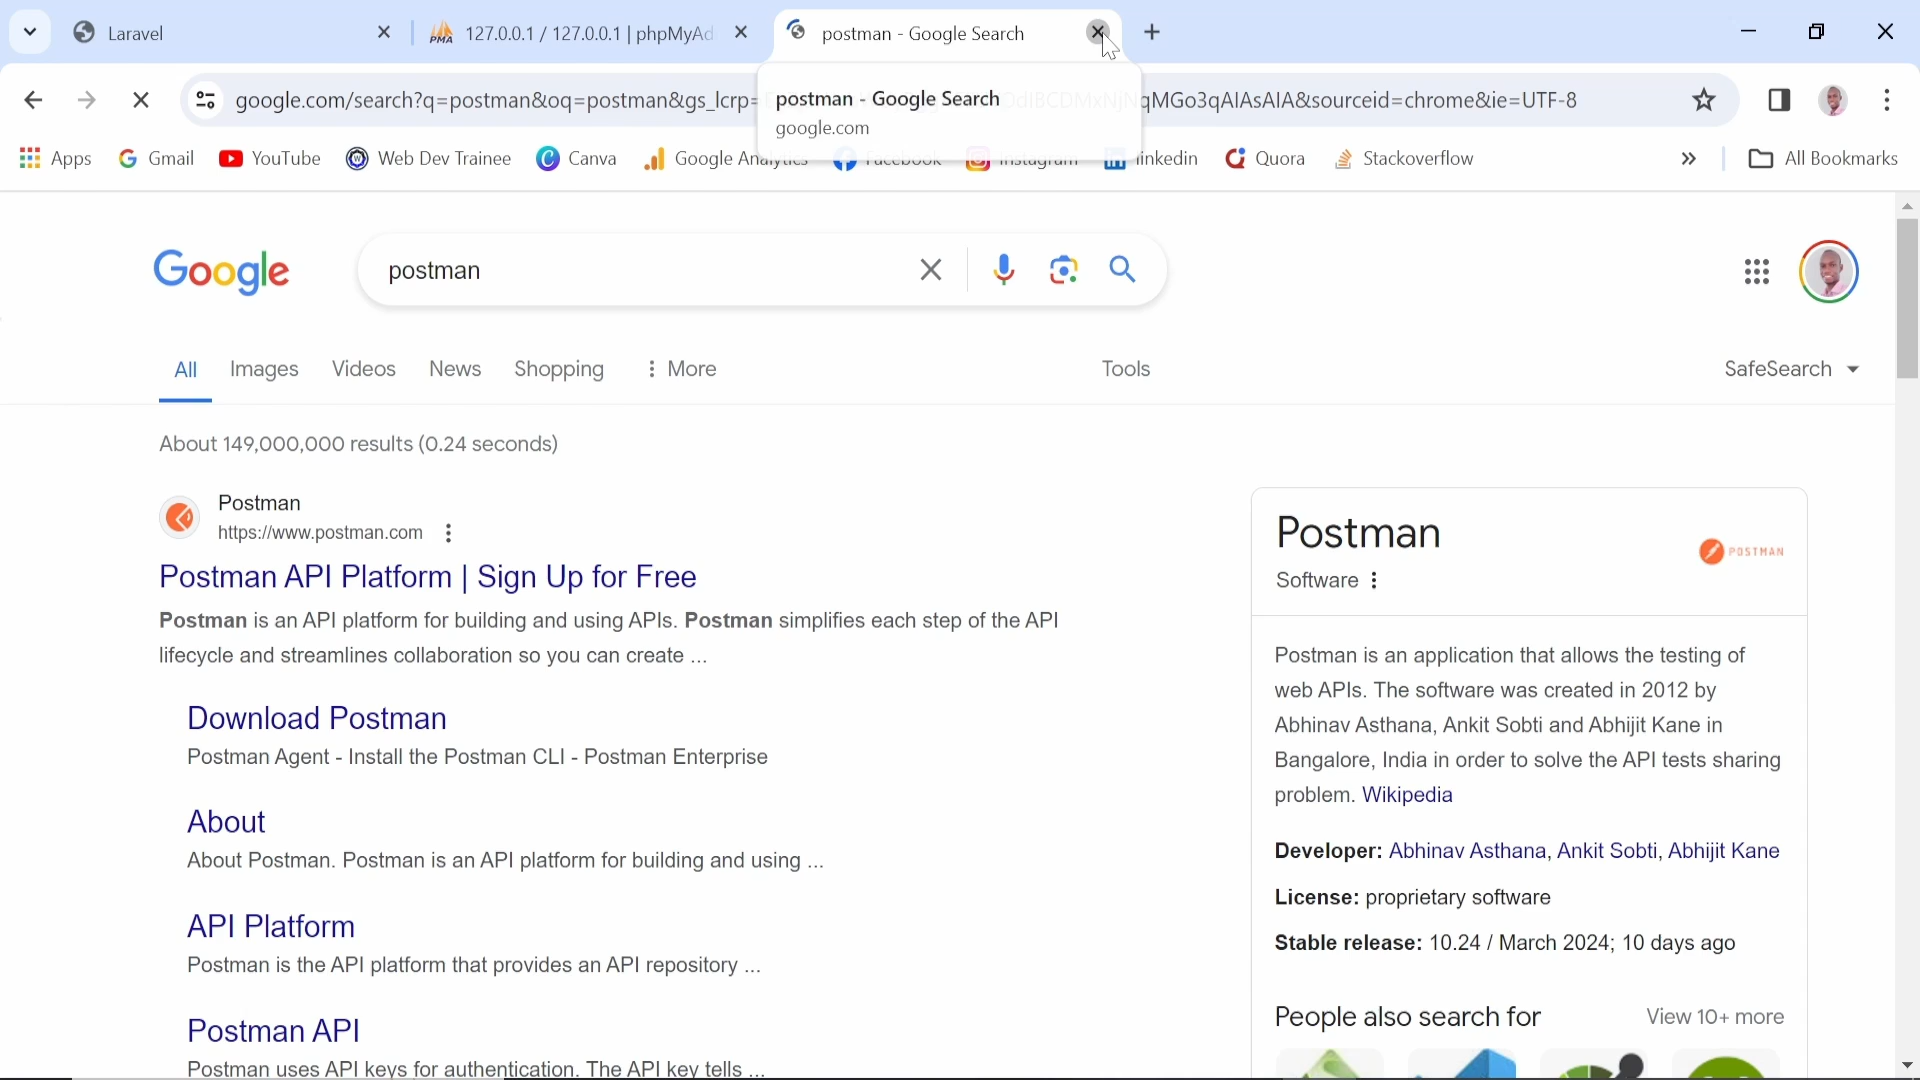 Laravel
127.0.0.1 / 127.0.0.1 | phpMyAd
postman - Google Search
google.com/search?q=postman&oq=postman&gs_lcrp=
qMGo3qAlAsAlA&sourceid=chrome&ie=UTF-8
postman - Google Search
google.com
Apps
Gmail
YouTube
Web Dev Trainee
Canva
Google Analytics
Facebook
Instagram
linkedin
Quora
Stackoverflow
All Bookmarks
Google
postman
All
Images
Videos
News
Shopping
More
Tools
SafeSearch
About 149,000,000 results (0.24 seconds)
Postman
https://www.postman.com
Postman API Platform | Sign Up for Free
Postman is an API platform for building and using APIs. Postman simplifies each step of the API
lifecycle and streamlines collaboration so you can create ...
Download Postman
Postman Agent - Install the Postman CLI - Postman Enterprise
About
About Postman. Postman is an API platform for building and using ...
API Platform
Postman is the API platform that provides an API repository ...
Postman API
Postman uses API keys for authentication. The API key tells ...
Postman
POSTMAN
Software
Postman is an application that allows the testing of
web APIs. The software was created in 2012 by
Abhinav Asthana, Ankit Sobti and Abhijit Kane in
Bangalore, India in order to solve the API tests sharing
problem. Wikipedia
Developer: Abhinav Asthana, Ankit Sobti, Abhijit Kane
License: proprietary software
Stable release: 10.24 / March 2024; 10 days ago
People also search for
View 10+ more